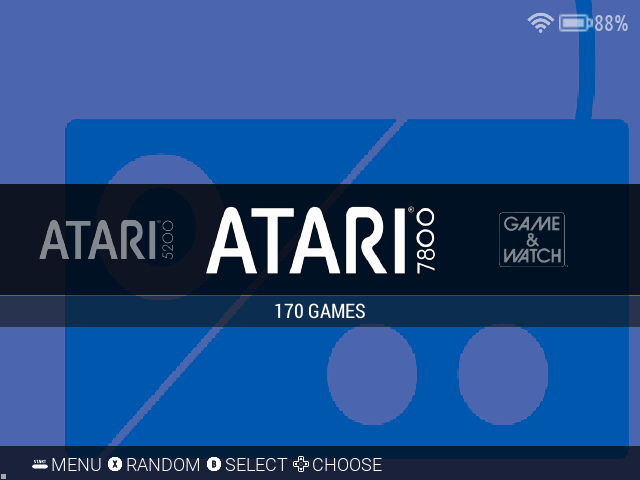 88%
ATARI® 5200
ATARI® 7800
GAME
&
WATCH
170 GAMES
START MENU X RANDOM B SELECT CHOOSE